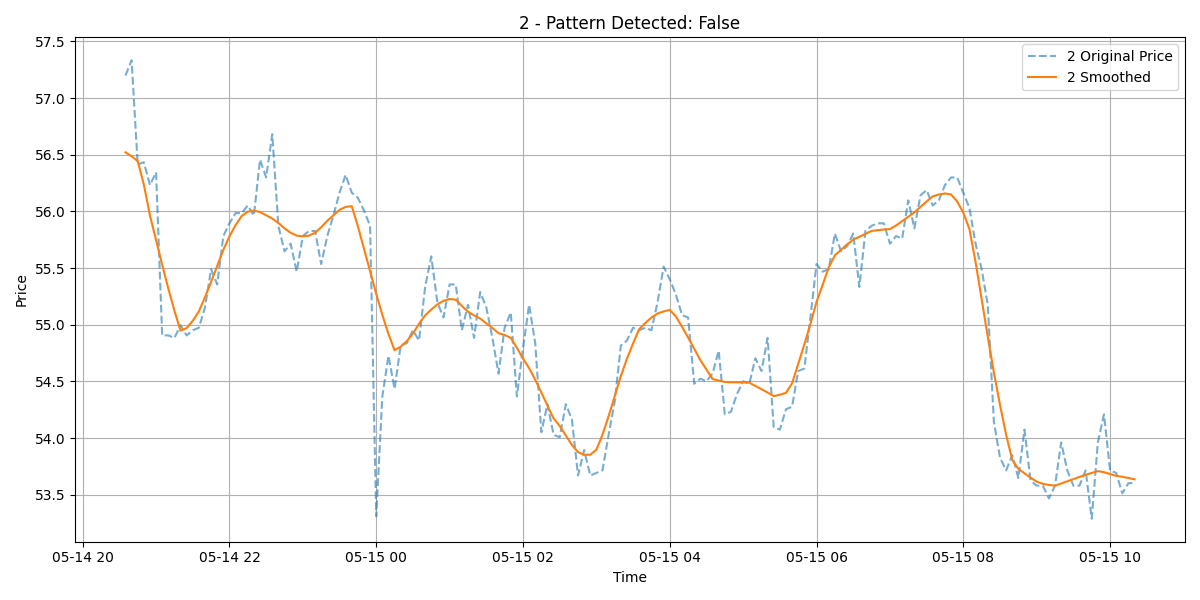 2 - Pattern Detected: False
2 Original Price
2 Smoothed
Price
57.5
57.0
56.5
56.0
55.5
55.0
54.5
54.0
53.5
05-14 20 05-14 22 05-15 00 05-15 02 05-15 04 05-15 06 05-15 08 05-15 10
Time